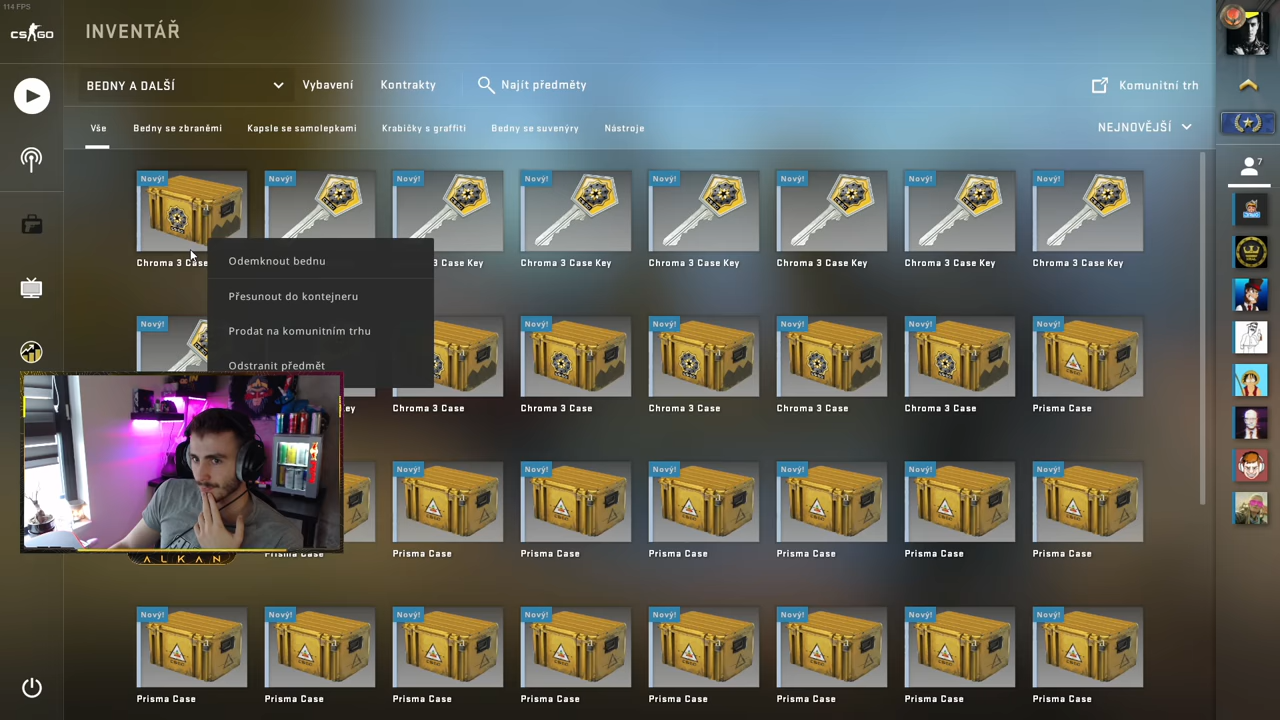 114 FPS
CS:GO
INVENTÁŘ
BEDNY A DALŠÍ
Vybavení
Kontrakty
Najít předměty
Komunitní trh
Vše
Bedny se zbraněmi
Kapsle se samolepkami
Krabičky s graffiti
Bedny se suvenýry
Nástroje
NEJNOVĚJŠÍ
7
Nový!
Nový!
Nový!
Nový!
Nový!
Nový!
Nový!
Nový!
Chroma 3 Case
3 Case Key
Chroma 3 Case Key
Chroma 3 Case Key
Chroma 3 Case Key
Chroma 3 Case Key
Chroma 3 Case Key
Odemknout bednu
Přesunout do kontejneru
Prodat na komunitním trhu
Odstranit předmět
Nový!
Nový!
Nový!
Nový!
Nový!
Nový!
Nový!
Key
Chroma 3 Case
Chroma 3 Case
Chroma 3 Case
Chroma 3 Case
Chroma 3 Case
Prisma Case
Nový!
Nový!
Nový!
Nový!
Nový!
Nový!
ALKAN
Prisma Case
Prisma Case
Prisma Case
Prisma Case
Prisma Case
Prisma Case
Prisma Case
Nový!
Nový!
Nový!
Nový!
Nový!
Nový!
Nový!
Nový!
Prisma Case
Prisma Case
Prisma Case
Prisma Case
Prisma Case
Prisma Case
Prisma Case
Prisma Case